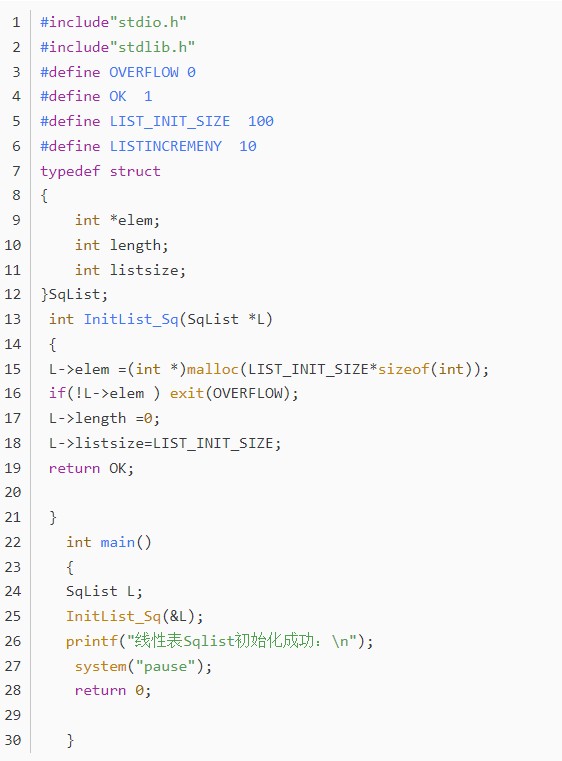 1 #include"stdio.h"
2 #include"stdlib.h"
3 #define OVERFLOW 0
4 #define OK  1
5 #define LIST_INIT_SIZE  100
6 #define LISTINCREMENY  10
7 typedef struct
8 {
9     int *elem;
10     int length;
11     int listsize;
12 }SqList;
13  int InitList_Sq(SqList *L)
14  {
15  L->elem =(int *)malloc(LIST_INIT_SIZE*sizeof(int));
16  if(!L->elem ) exit(OVERFLOW);
17  L->length =0;
18  L->listsize=LIST_INIT_SIZE;
19  return OK;
20
21  }
22    int main()
23    {
24    SqList L;
25    InitList_Sq(&L);
26    printf("线性表Sqlist初始化成功：\n");
27     system("pause");
28     return 0;
29
30    }